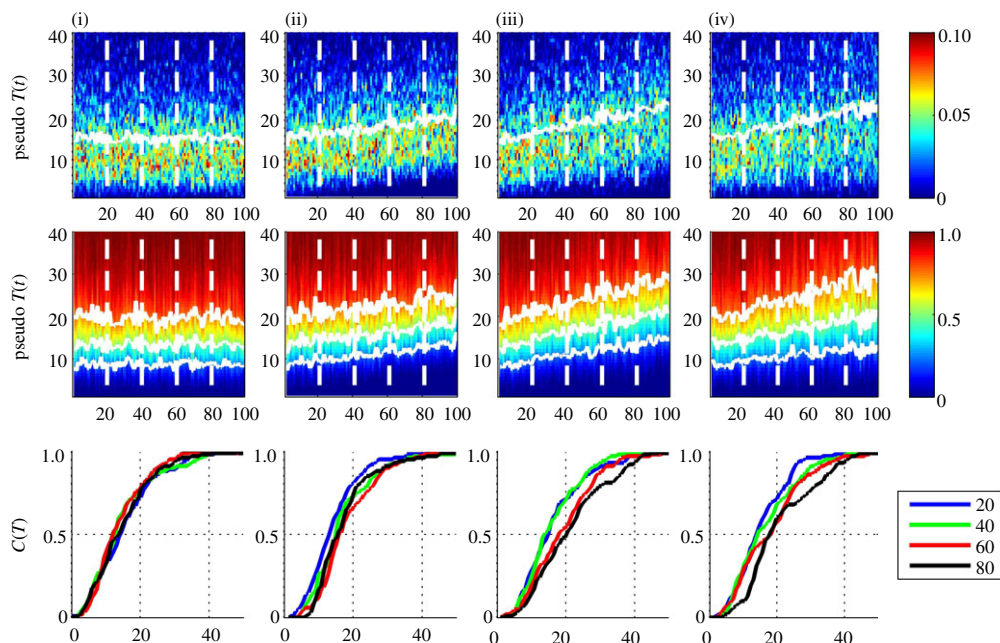 (i) (ii) (iii) (iv)
40 40 40 40 0.10
30 30 30 30
20 20 20 20 0.05
10 10 10 10
0
pseudo T(t)
20 40 60 80 100 20 40 60 80 100 20 40 60 80 100 20 40 60 80 100
40 40 40 40 1.0
30 30 30 30
20 20 20 20 0.5
10 10 10 10
0
pseudo T(t)
20 40 60 80 100 20 40 60 80 100 20 40 60 80 100 20 40 60 80 100
1.0 1.0 1.0 1.0
0.5 0.5 0.5 0.5
0 0 0 0
C(T)
0 20 40 0 20 40 0 20 40 0 20 40
20
40
60
80